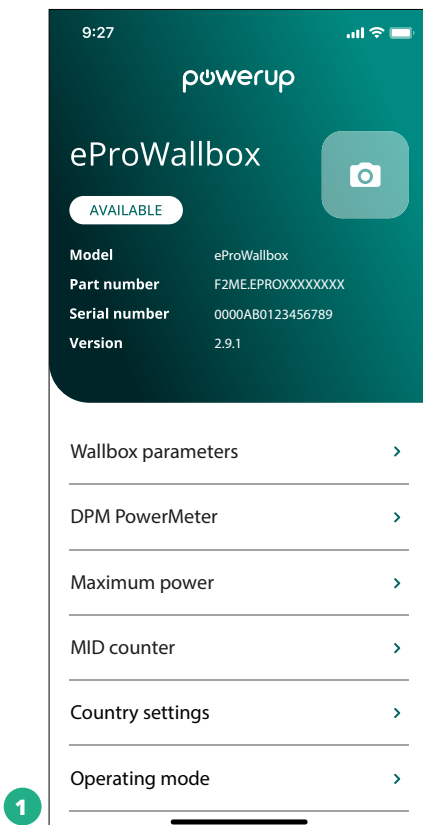 9:27
powerup
eProWallbox
AVAILABLE
Model eProWallbox
Part number F2ME.EPROXXXXXXXX
Serial number 0000AB0123456789
Version 2.9.1
Wallbox parameters
DPM PowerMeter
Maximum power
MID counter
Country settings
Operating mode
1